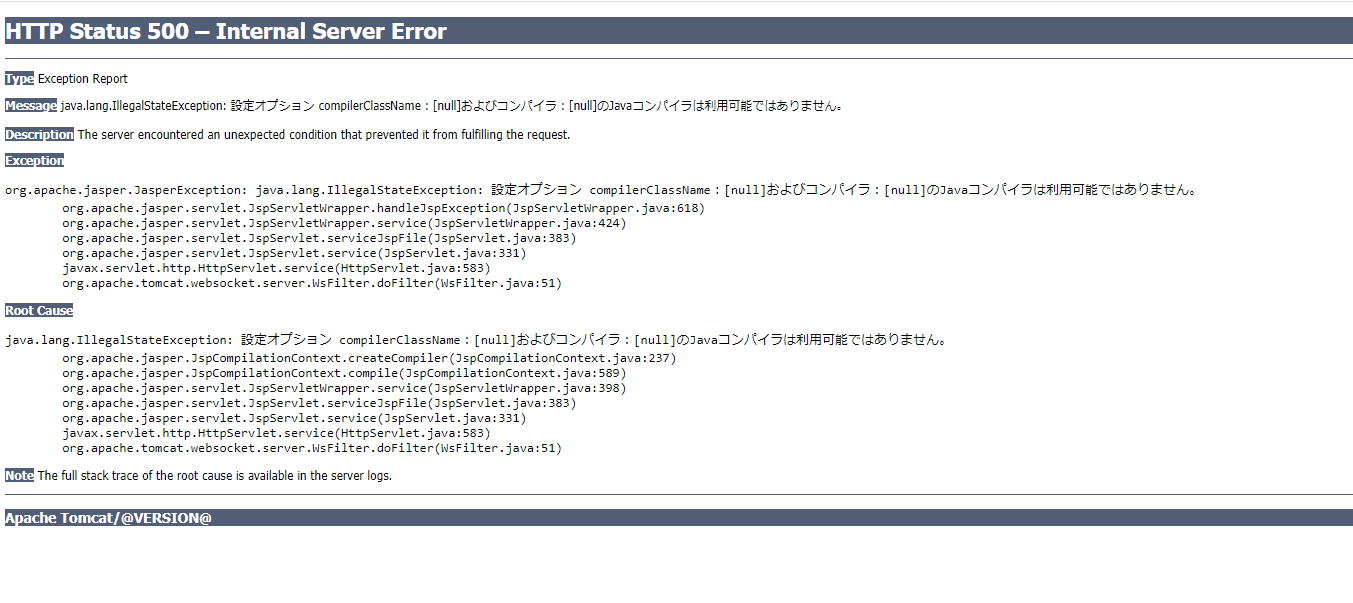 HTTP Status 500 – Internal Server Error
Type Exception Report
Message java.lang.IllegalStateException: 設定オプション compilerClassName：[null]およびコンパイラ：[null]のJavaコンパイラは利用可能ではありません。
Description The server encountered an unexpected condition that prevented it from fulfilling the request.
Exception
org.apache.jasper.JasperException: java.lang.IllegalStateException: 設定オプション compilerClassName：[null]およびコンパイラ：[null]のJavaコンパイラは利用可能ではありません。
org.apache.jasper.servlet.JspServletWrapper.handleJspException(JspServletWrapper.java:618)
org.apache.jasper.servlet.JspServletWrapper.service(JspServletWrapper.java:424)
org.apache.jasper.servlet.JspServlet.serviceJspFile(JspServlet.java:383)
org.apache.jasper.servlet.JspServlet.service(JspServlet.java:331)
javax.servlet.http.HttpServlet.service(HttpServlet.java:583)
org.apache.tomcat.websocket.server.WsFilter.doFilter(WsFilter.java:51)
Root Cause
java.lang.IllegalStateException: 設定オプション compilerClassName：[null]およびコンパイラ：[null]のJavaコンパイラは利用可能ではありません。
org.apache.jasper.JspCompilationContext.createCompiler(JspCompilationContext.java:237)
org.apache.jasper.JspCompilationContext.compile(JspCompilationContext.java:589)
org.apache.jasper.servlet.JspServletWrapper.service(JspServletWrapper.java:398)
org.apache.jasper.servlet.JspServlet.serviceJspFile(JspServlet.java:383)
org.apache.jasper.servlet.JspServlet.service(JspServlet.java:331)
javax.servlet.http.HttpServlet.service(HttpServlet.java:583)
org.apache.tomcat.websocket.server.WsFilter.doFilter(WsFilter.java:51)
Note The full stack trace of the root cause is available in the server logs.
Apache Tomcat/@VERSION@